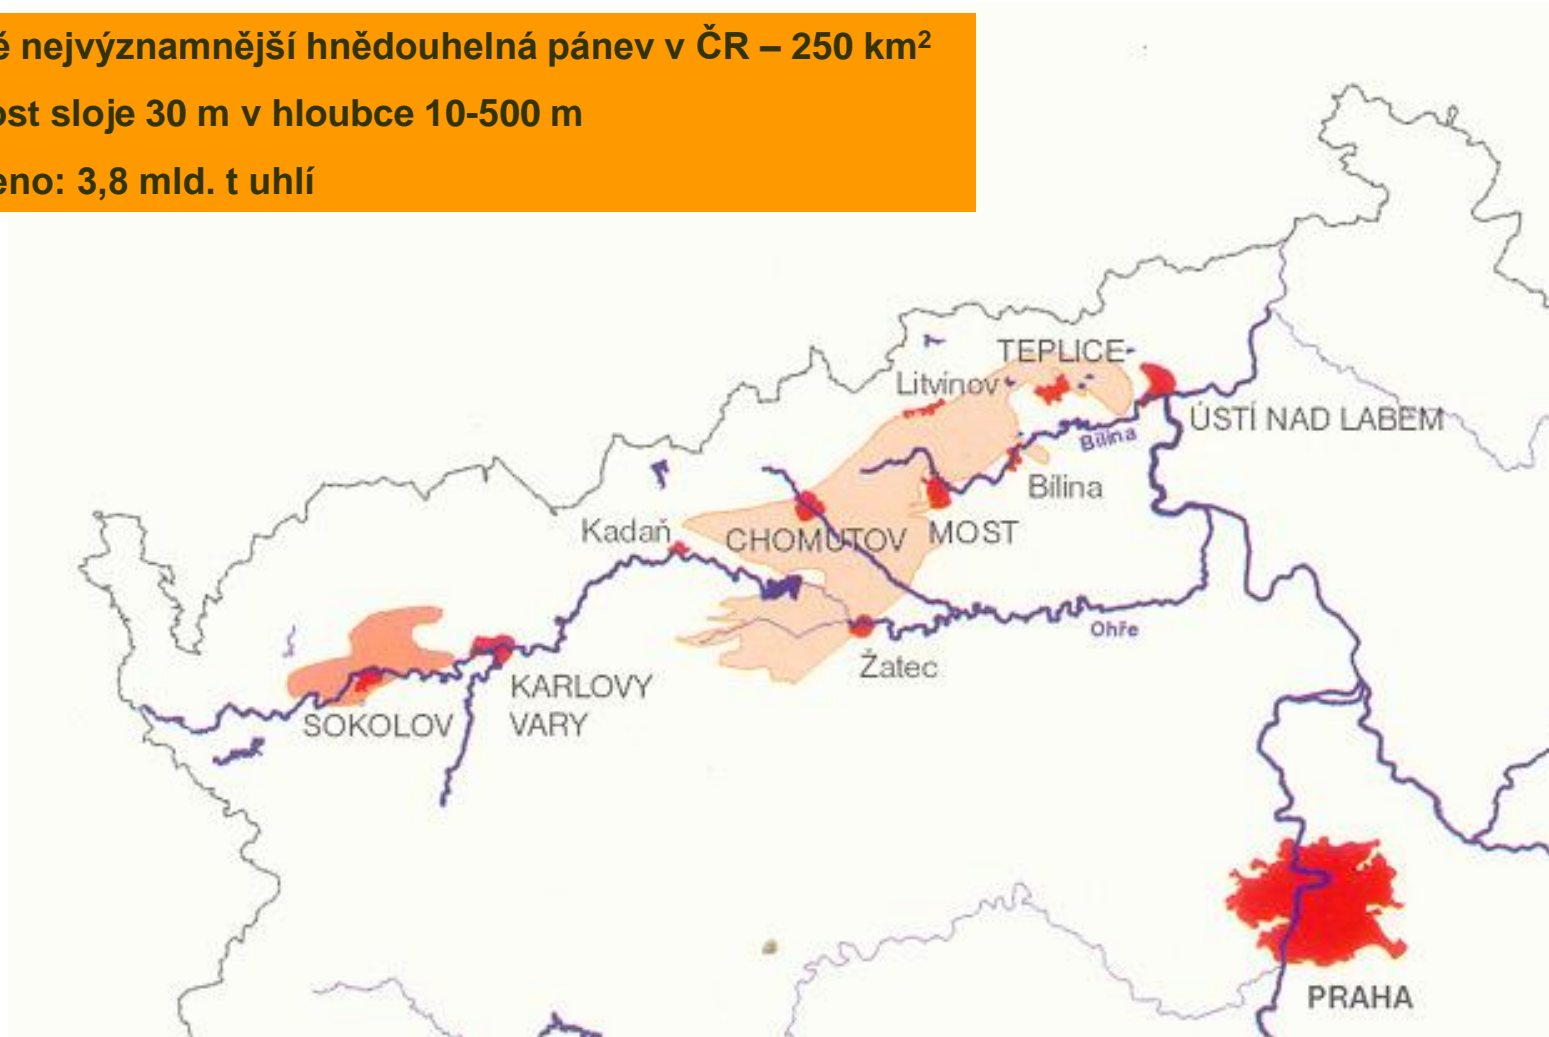 ě nejvýznamnější hnědouhelná pánev v ČR – 250 km²
ost sloje 30 m v hloubce 10-500 m
eno: 3,8 mld. t uhlí
TEPLICE
Litvínov
ÚSTÍ NAD LABEM
Bílina
Bílina
Kadaň
CHOMUTOV
MOST
Ohře
Žatec
KARLOVY
VARY
SOKOLOV
PRAHA